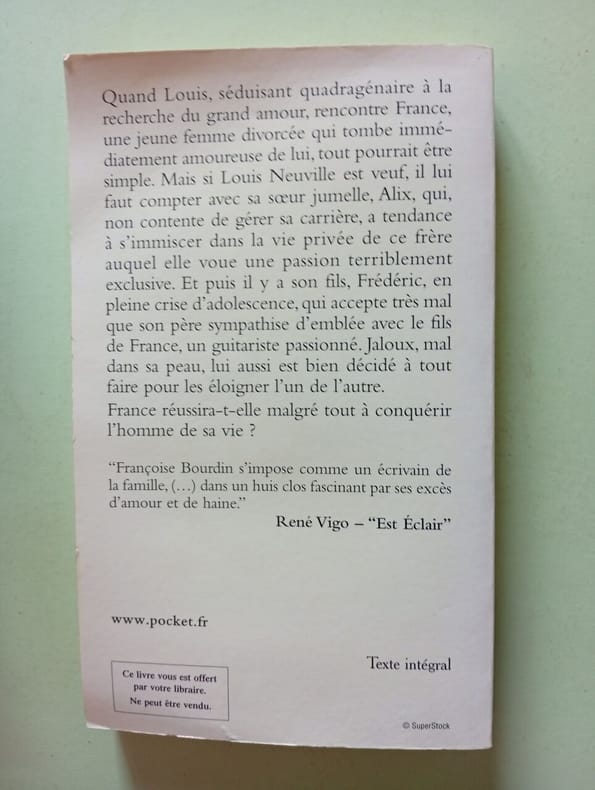 Quand Louis, séduisant quadragénaire à la
recherche du grand amour, rencontre France,
une jeune femme divorcée qui tombe immé-
diatement amoureuse de lui, tout pourrait être
simple. Mais si Louis Neuville est veuf, il lui
faut compter avec sa sœur jumelle, Alix, qui,
non contente de gérer sa carrière, a tendance
à s'immiscer dans la vie privée de ce frère
auquel elle voue une passion terriblement
exclusive. Et puis il y a son fils, Frédéric, en
pleine crise d'adolescence, qui accepte très mal
que son père sympathise d'emblée avec le fils
de France, un guitariste passionné. Jaloux, mal
dans sa peau, lui aussi est bien décidé à tout
faire pour les éloigner l'un de l'autre.
France réussira-t-elle malgré tout à conquérir
l'homme de sa vie ?
“Françoise Bourdin s'impose comme un écrivain de
la famille, (…) dans un huis clos fascinant par ses excès
d'amour et de haine.”
René Vigo – “Est Éclair”
www.pocket.fr
Texte intégral
Ce livre vous est offert
par votre libraire.
Ne peut être vendu.
© SuperStock